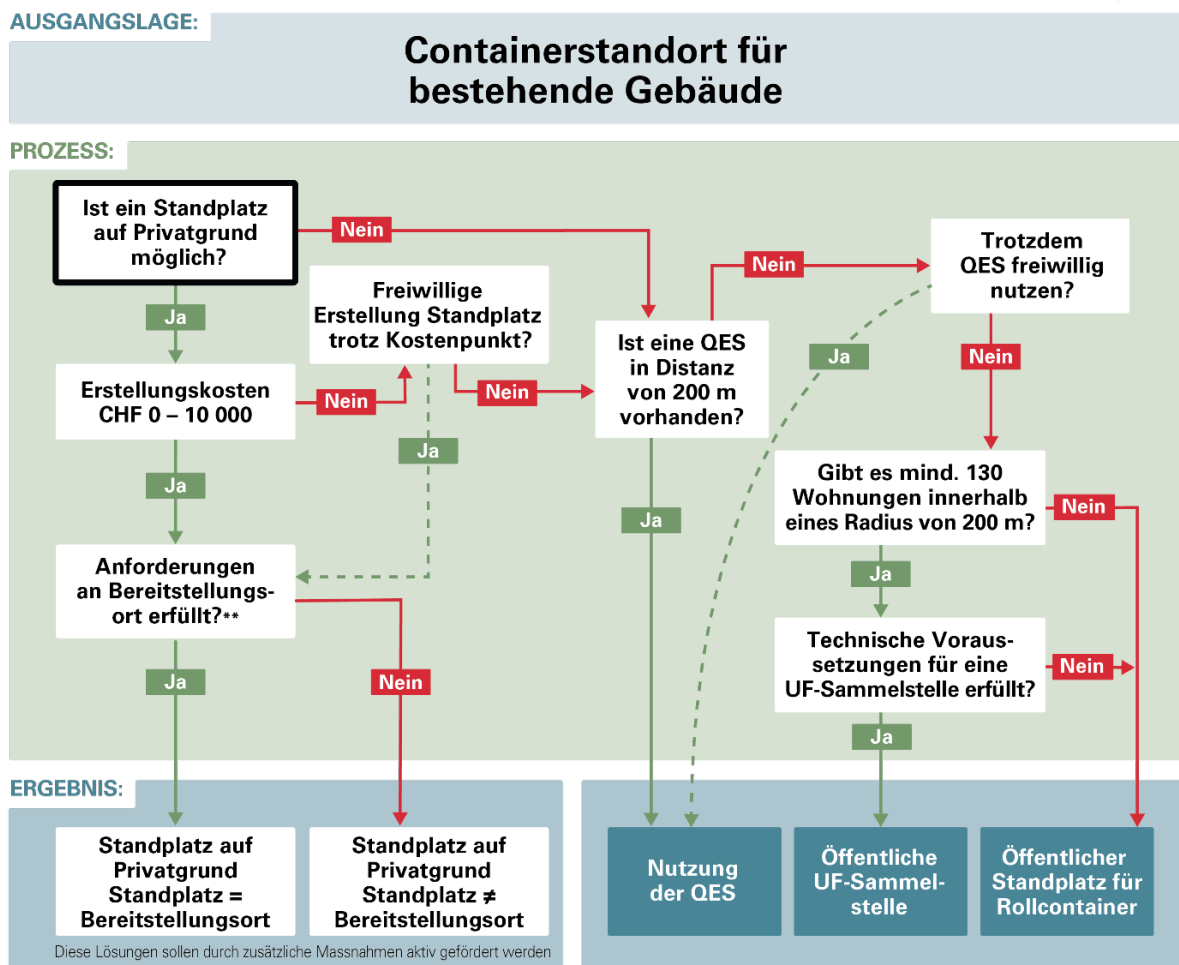 AUSGANGSLAGE:
Containerstandort für
bestehende Gebäude
PROZESS:
Ist ein Standplatz
auf Privatgrund
möglich?
Nein
Ja
Freiwillige
Erstellung Standplatz
trotz Kostenpunkt?
Erstellungskosten
CHF 0 – 10 000
Nein
Nein
Ja
Ja
Anforderungen
an Bereitstellungs-
ort erfüllt?**
Ja
Nein
Ist eine QES
in Distanz
von 200 m
vorhanden?
Nein
Ja
Trotzdem
QES freiwillig
nutzen?
Ja
Nein
Gibt es mind. 130
Wohnungen innerhalb
eines Radius von 200 m?
Nein
Ja
Technische Voraus-
setzungen für eine
UF-Sammelstelle erfüllt?
Nein
Ja
ERGEBNIS:
Standplatz auf
Privatgrund
Standplatz =
Bereitstellungsort
Standplatz auf
Privatgrund
Standplatz ≠
Bereitstellungsort
Diese Lösungen sollen durch zusätzliche Massnahmen aktiv gefördert werden
Nutzung
der QES
Öffentliche
UF-Sammel-
stelle
Öffentlicher
Standplatz für
Rollcontainer